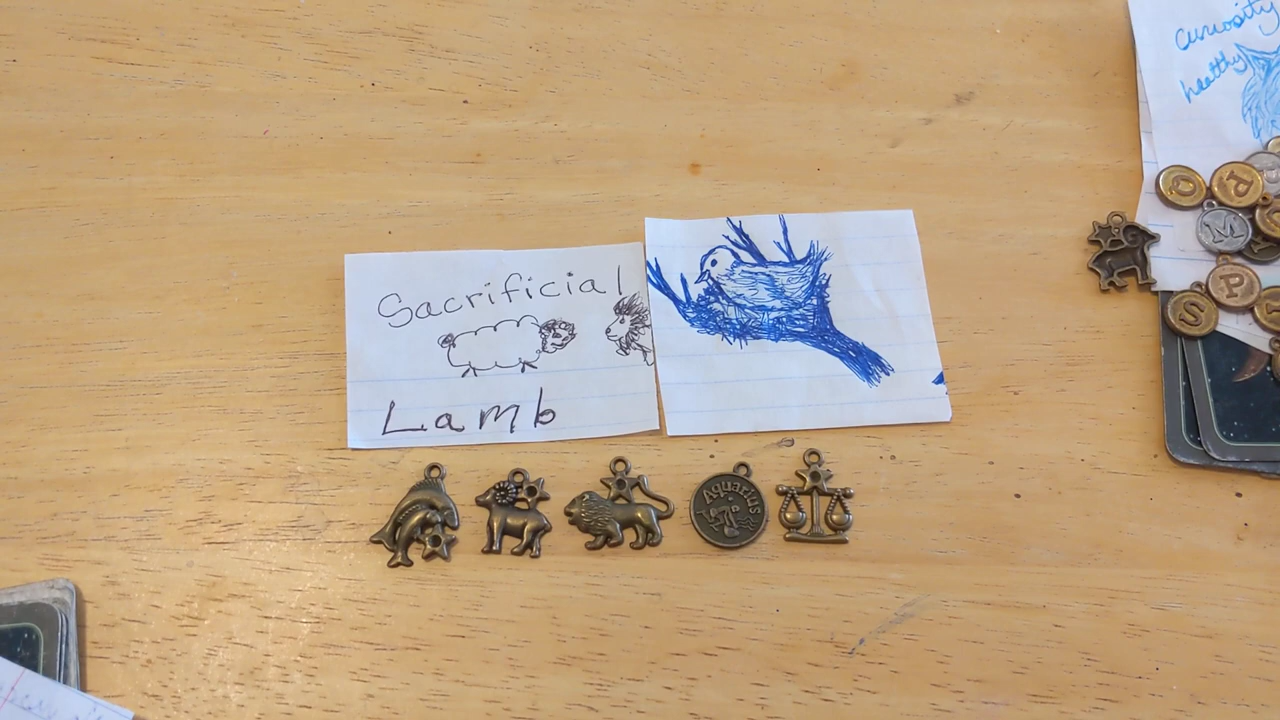 Sacrificial
Lamb
Aquarius
curiosity
healthy
O
P
M
P
S